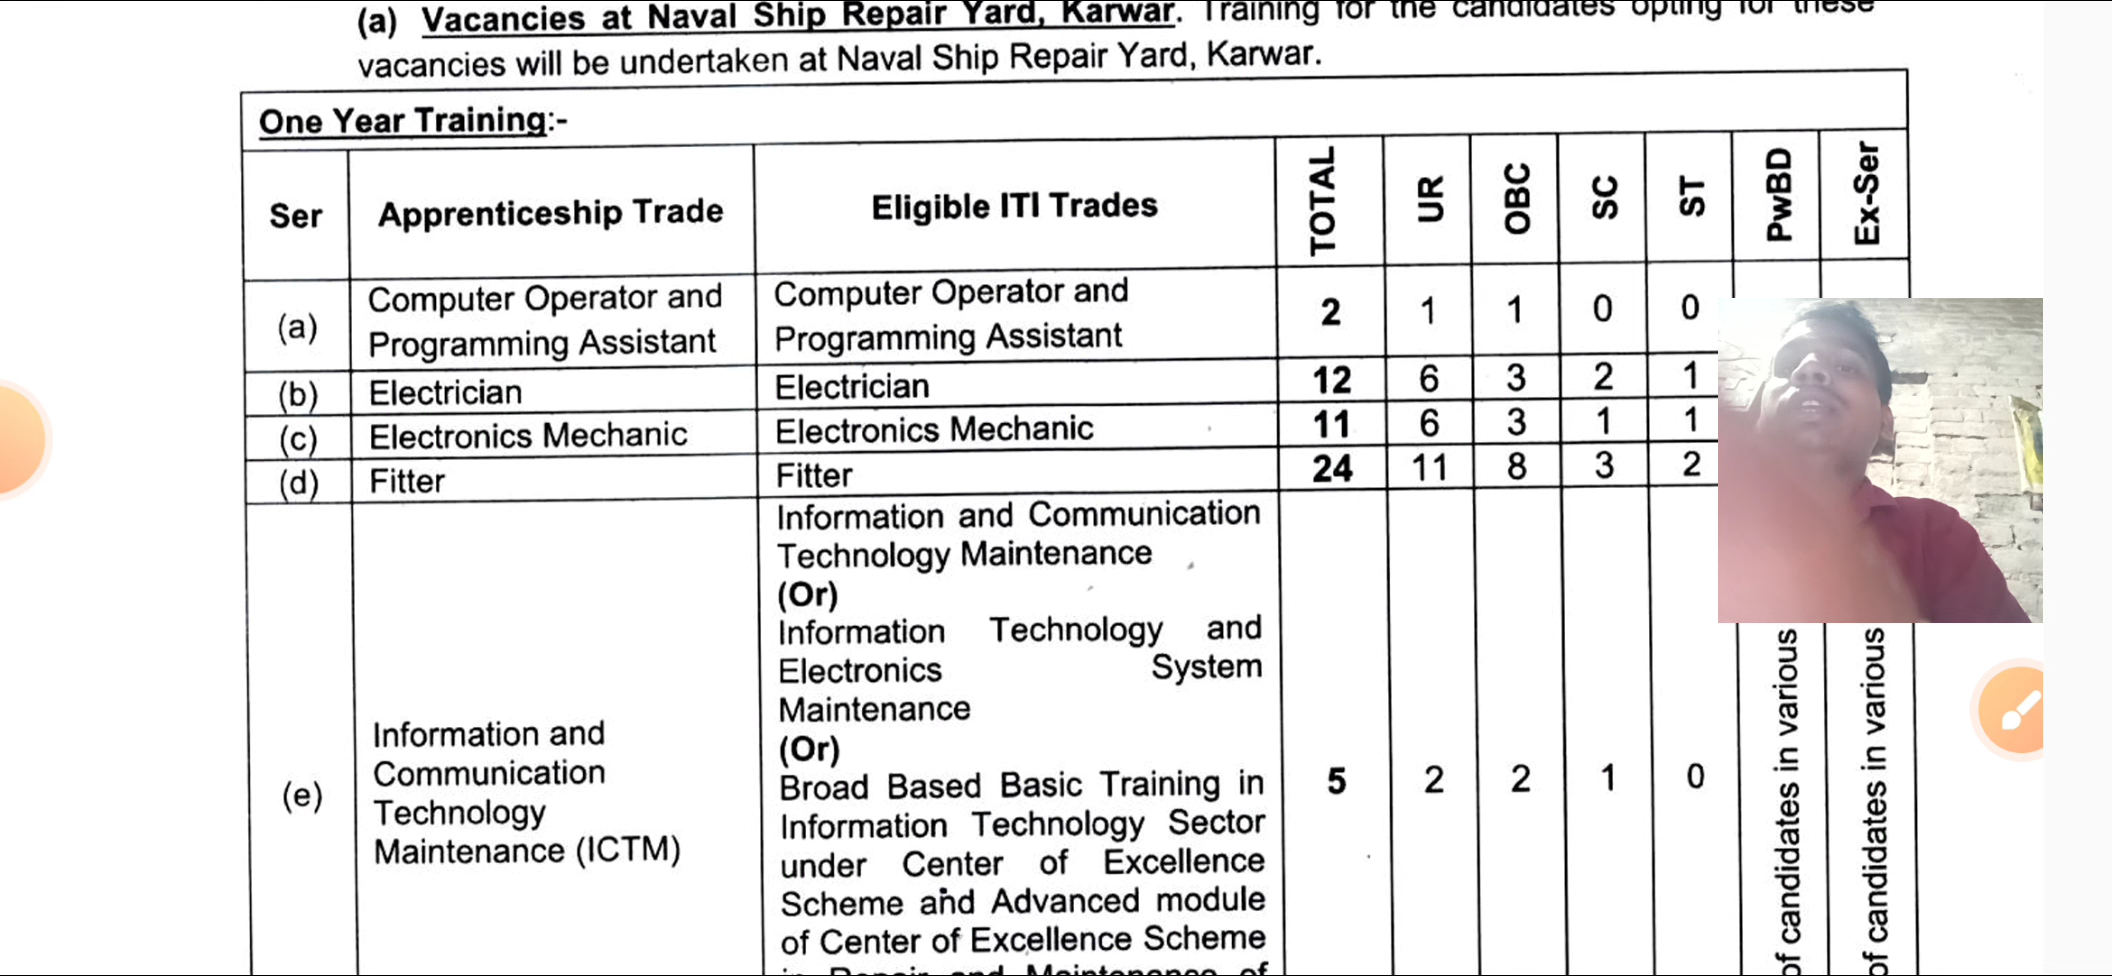 (a) Vacancies at Naval Ship Repair Yard, Karwar. Training for the candidates opting for these
vacancies will be undertaken at Naval Ship Repair Yard, Karwar.
One Year Training:-
Ser Apprenticeship Trade Eligible ITI Trades TOTAL UR OBC SC ST PwBD Ex-Ser
(a) Computer Operator and Programming Assistant Computer Operator and Programming Assistant 2 1 1 0 0
(b) Electrician Electrician 12 6 3 2 1
(c) Electronics Mechanic Electronics Mechanic 11 6 3 1 1
(d) Fitter Fitter 24 11 8 3 2
(e)
Information and
Communication
Technology
Maintenance (ICTM)
Information and Communication
Technology Maintenance
(Or)
Information Technology and
Electronics System
Maintenance
(Or)
Broad Based Basic Training in
Information Technology Sector
under Center of Excellence
Scheme and Advanced module
of Center of Excellence Scheme
in Repair and Maintenance of
5 2 2 1 0
of candidates in various
of candidates in various